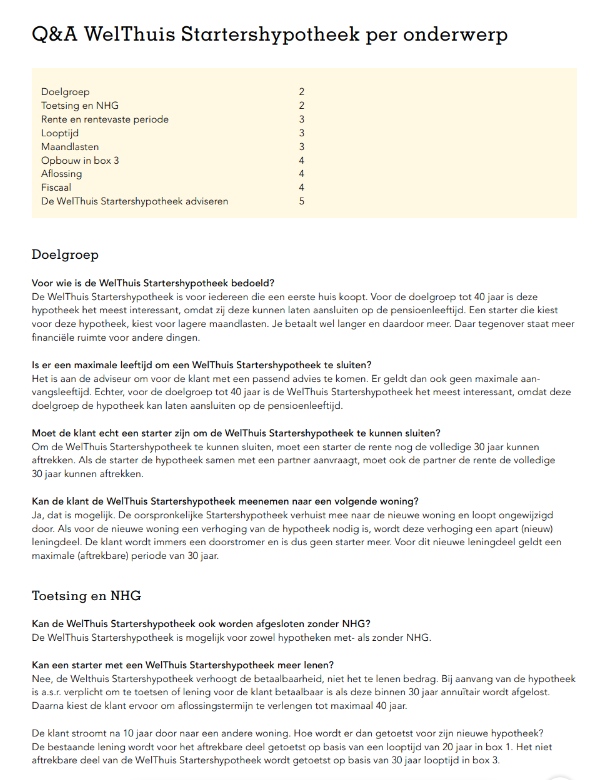 Q&A WelThuis Startershypotheek per onderwerp
Doelgroep 2
Toetsing en NHG 2
Rente en rentevaste periode 3
Looptijd 3
Maandlasten 3
Opbouw in box 3 4
Aflossing 4
Fiscaal 4
De WelThuis Startershypotheek adviseren 5
Doelgroep
Voor wie is de WelThuis Startershypotheek bedoeld?
De WelThuis Startershypotheek is voor iedereen die een eerste huis koopt. Voor de doelgroep tot 40 jaar is deze
hypotheek het meest interessant, omdat zij deze kunnen laten aansluiten op de pensioenleeftijd. Een starter die kiest
voor deze hypotheek, kiest voor lagere maandlasten. Je betaalt wel langer en daardoor meer. Daar tegenover staat meer
financiële ruimte voor andere dingen.
Is er een maximale leeftijd om een WelThuis Startershypotheek te sluiten?
Het is aan de adviseur om voor de klant met een passend advies te komen. Er geldt dan ook geen maximale aan-
vangsleeftijd. Echter, voor de doelgroep tot 40 jaar is de WelThuis Startershypotheek het meest interessant, omdat deze
doelgroep de hypotheek kan laten aansluiten op de pensioenleeftijd.
Moet de klant echt een starter zijn om de WelThuis Startershypotheek te kunnen sluiten?
Om de WelThuis Startershypotheek te kunnen sluiten, moet een starter de rente nog de volledige 30 jaar kunnen
aftrekken. Als de starter de hypotheek samen met een partner aanvraagt, moet ook de partner de rente de volledige
30 jaar kunnen aftrekken.
Kan de klant de WelThuis Startershypotheek meenemen naar een volgende woning?
Ja, dat is mogelijk. De oorspronkelijke Startershypotheek verhuist mee naar de nieuwe woning en loopt ongewijzigd
door. Als voor de nieuwe woning een verhoging van de hypotheek nodig is, wordt deze verhoging een apart (nieuw)
leningdeel. De klant wordt immers een doorstromer en is dus geen starter meer. Voor dit nieuwe leningdeel geldt een
maximale (aftrekbare) periode van 30 jaar.
Toetsing en NHG
Kan de WelThuis Startershypotheek ook worden afgesloten zonder NHG?
De WelThuis Startershypotheek is mogelijk voor zowel hypotheken met- als zonder NHG.
Kan een starter met een WelThuis Startershypotheek meer lenen?
Nee, de Welthuis Startershypotheek verhoogt de betaalbaarheid, niet het te lenen bedrag. Bij aanvang van de hypotheek
is a.s.r. verplicht om te toetsen of lening voor de klant betaalbaar is als deze binnen 30 jaar annuïtair wordt afgelost.
Daarna kiest de klant ervoor om aflossingstermijn te verlengen tot maximaal 40 jaar.
De klant stroomt na 10 jaar door naar een andere woning. Hoe wordt er dan getoetst voor zijn nieuwe hypotheek?
De bestaande lening wordt voor het aftrekbare deel getoetst op basis van een looptijd van 20 jaar in box 1. Het niet
aftrekbare deel van de WelThuis Startershypotheek wordt getoetst op basis van 30 jaar looptijd in box 3.